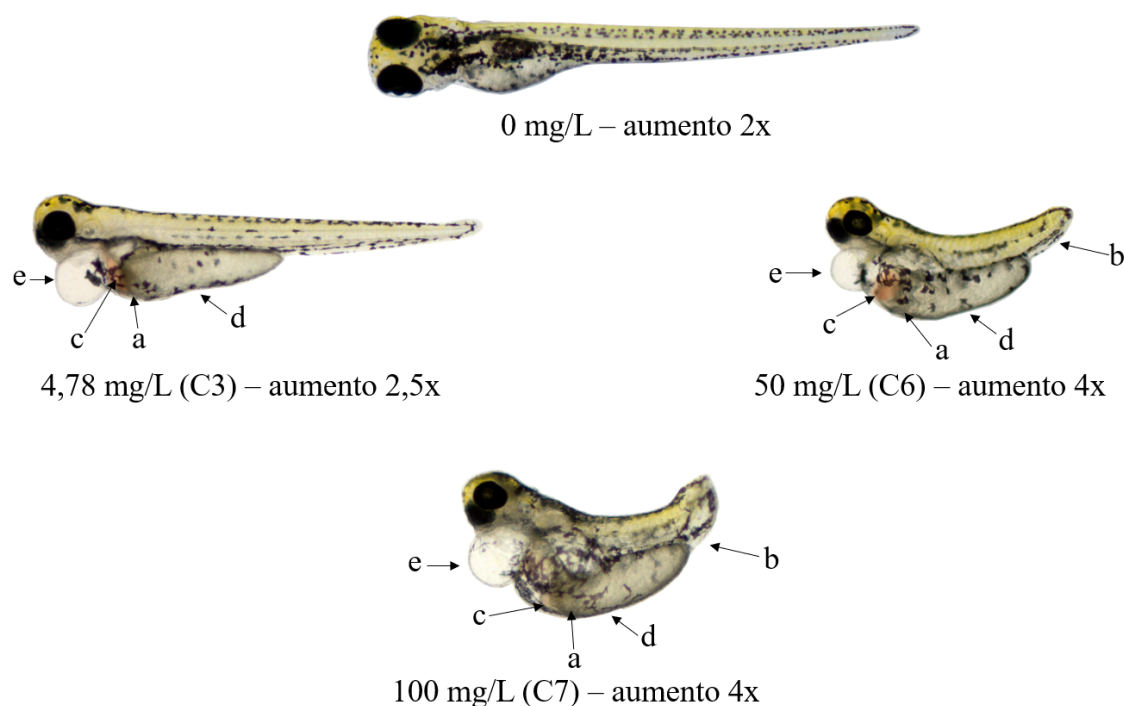 0 mg/L – aumento 2x
e
c
a
d
4,78 mg/L (C3) – aumento 2,5x
e
c
a
d
b
50 mg/L (C6) – aumento 4x
e
c
a
d
b
100 mg/L (C7) – aumento 4x